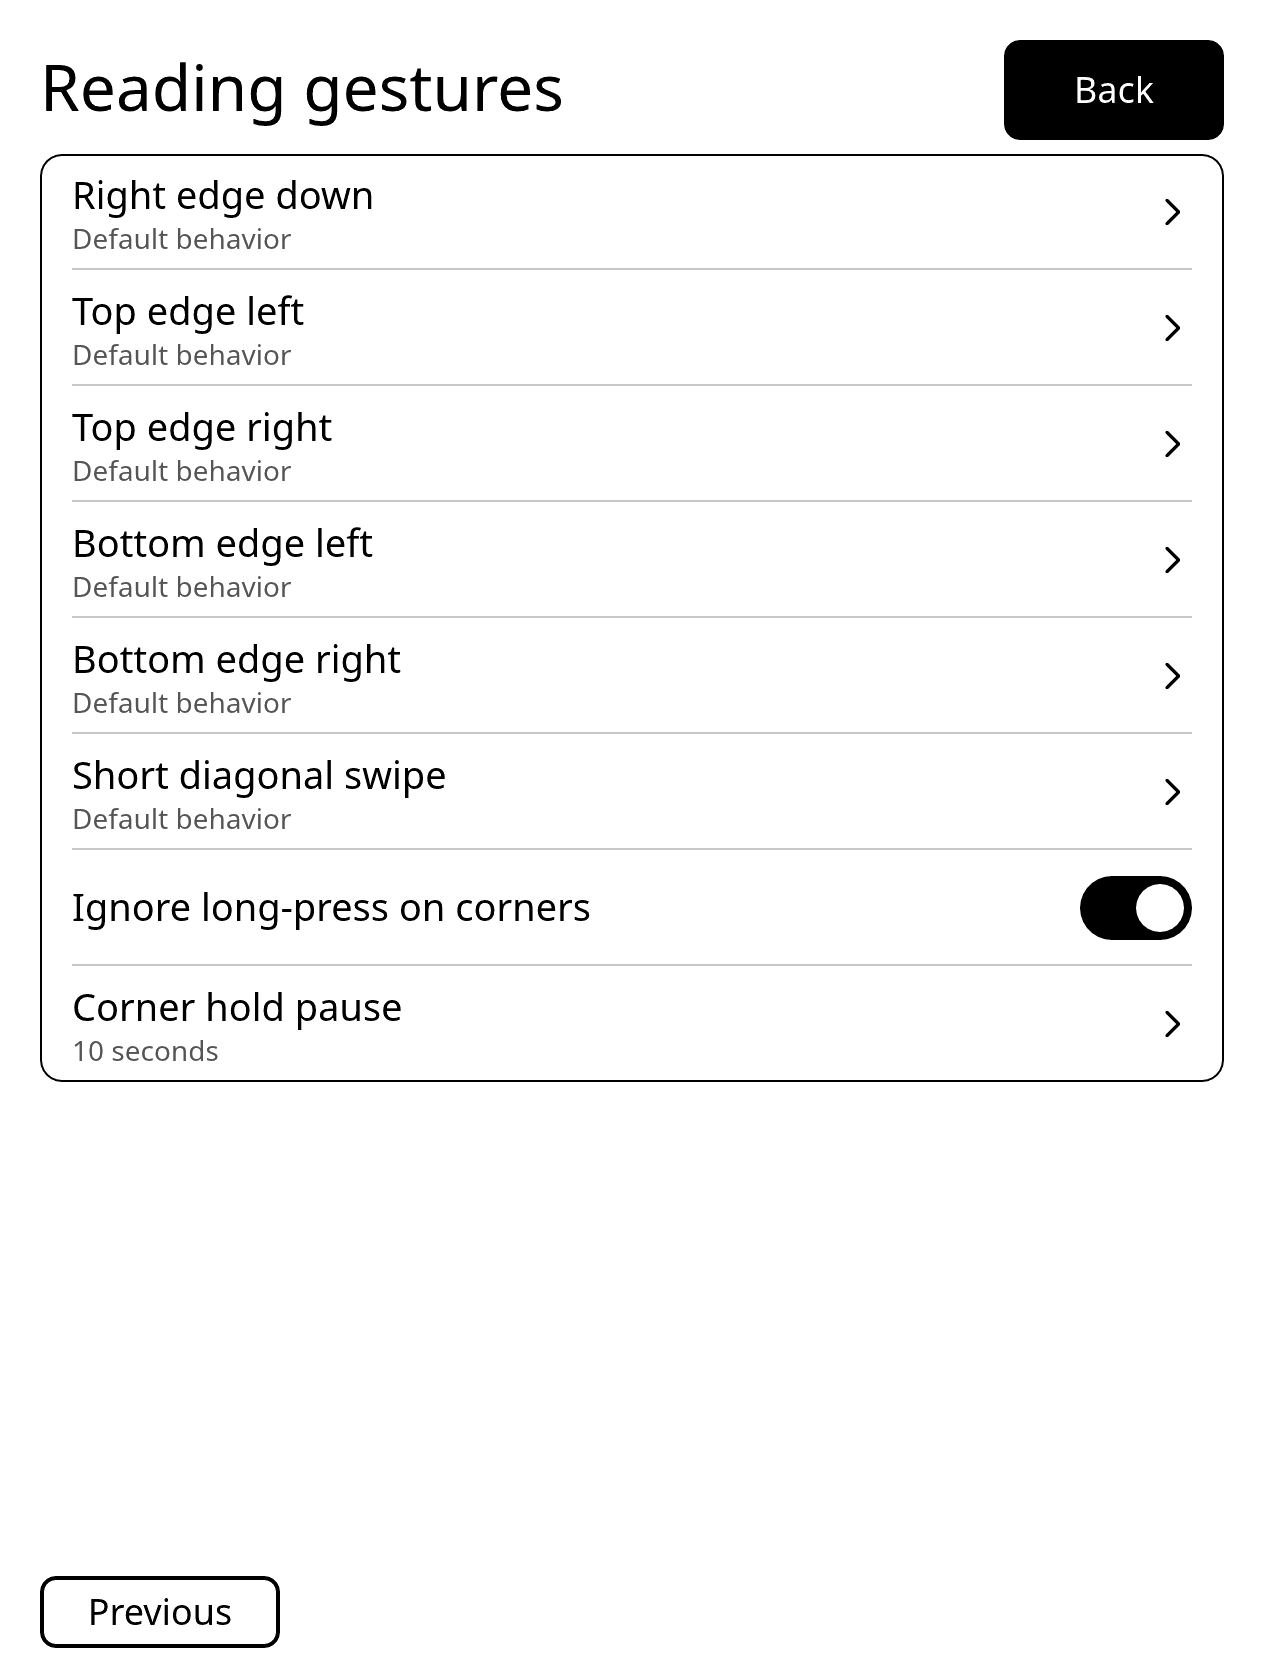 Reading gestures
Back
Right edge down
Default behavior
Top edge left
Default behavior
Top edge right
Default behavior
Bottom edge left
Default behavior
Bottom edge right
Default behavior
Short diagonal swipe
Default behavior
Ignore long-press on corners
Corner hold pause
10 seconds
Previous